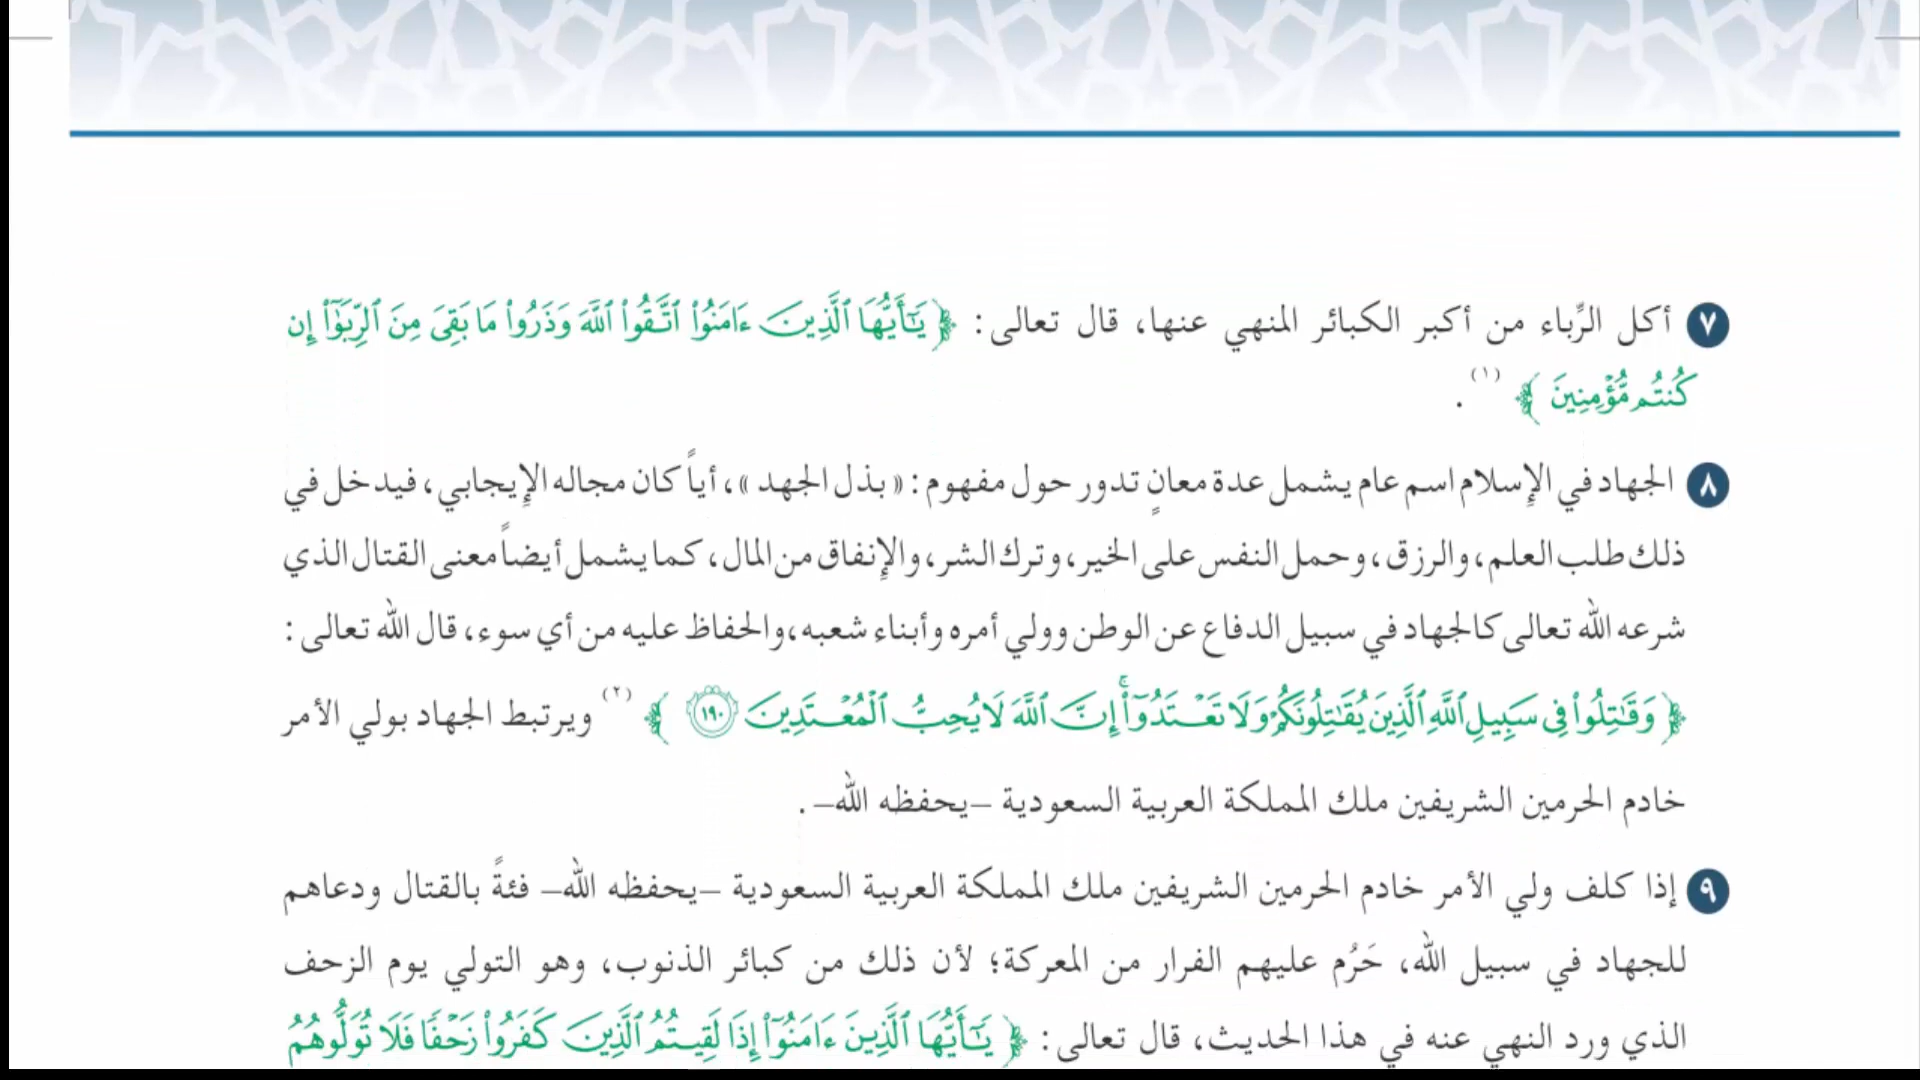 ٧ أكل الرِّباء من أكبر الكبائر المنهي عنها، قال تعالى: ﴿ يَٰٓأَيُّهَا ٱلَّذِينَ ءَامَنُوا۟ ٱتَّقُوا۟ ٱللَّهَ وَذَرُوا۟ مَا بَقِىَ مِنَ ٱلرِّبَوٰٓا۟ إِن
كُنتُم مُّؤْمِنِينَ ﴾ (١) .
٨ الجهاد في الإِسلام اسم عام يشمل عدة معانٍ تدور حول مفهوم: « بذل الجهد »، أياً كان مجاله الإِيجابي، فيدخل في
ذلك طلب العلم، والرزق، وحمل النفس على الخير، وترك الشر، والإِنفاق من المال، كما يشمل أيضاً معنى القتال الذي
شرعه الله تعالى كالجهاد في سبيل الدفاع عن الوطن وولي أمره وأبناء شعبه، والحفاظ عليه من أي سوء، قال الله تعالى:
﴿ وَقَٰتِلُوا۟ فِى سَبِيلِ ٱللَّهِ ٱلَّذِينَ يُقَٰتِلُونَكُمْ وَلَا تَعْتَدُوٓا۟ۚ إِنَّ ٱللَّهَ لَا يُحِبُّ ٱلْمُعْتَدِينَ ١٩٠ ﴾ (٢) ويرتبط الجهاد بولي الأمر
خادم الحرمين الشريفين ملك المملكة العربية السعودية –يحفظه الله– .
٩ إذا كلف ولي الأمر خادم الحرمين الشريفين ملك المملكة العربية السعودية –يحفظه الله– فئةً بالقتال ودعاهم
للجهاد في سبيل الله، حَرُم عليهم الفرار من المعركة؛ لأن ذلك من كبائر الذنوب، وهو التولي يوم الزحف
الذي ورد النهي عنه في هذا الحديث، قال تعالى: ﴿ يَٰٓأَيُّهَا ٱلَّذِينَ ءَامَنُوٓا۟ إِذَا لَقِيتُمُ ٱلَّذِينَ كَفَرُوا۟ زَحْفًا فَلَا تُوَلُّوهُمُ